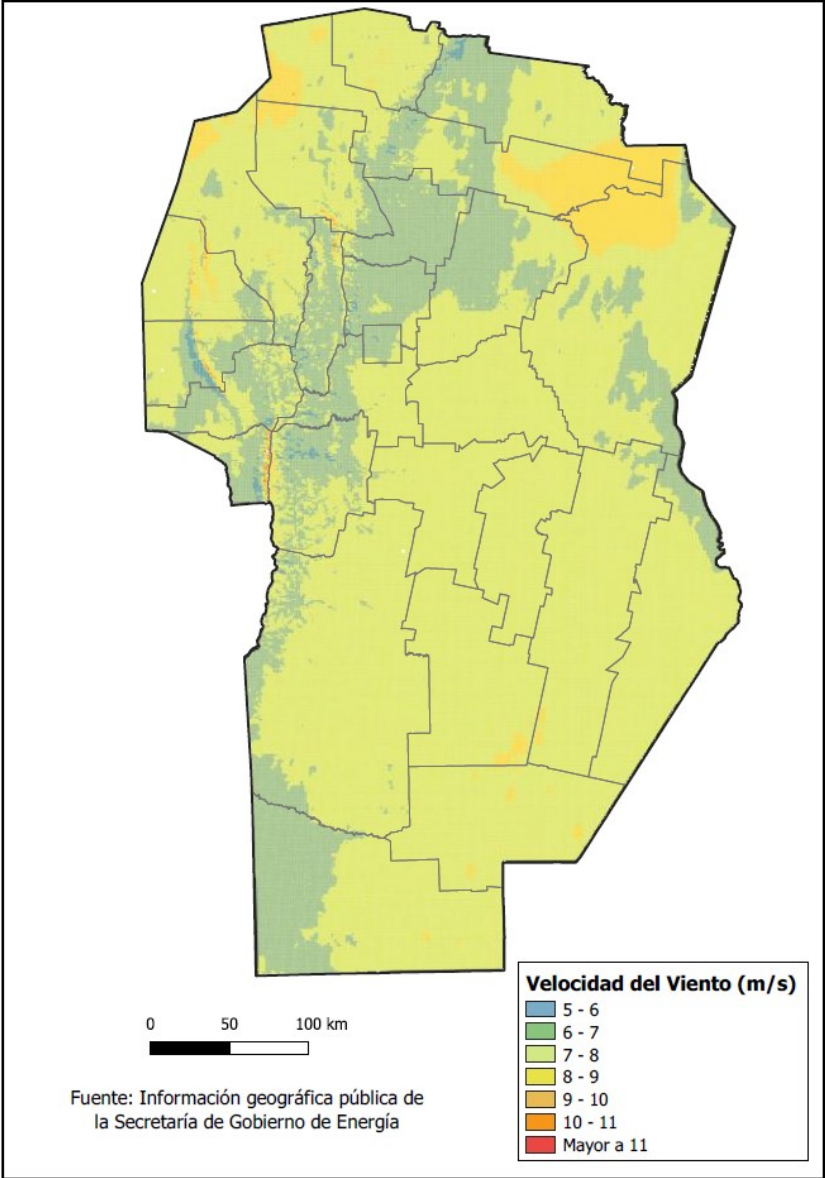 Velocidad del Viento (m/s)
5 - 6
6 - 7
7 - 8
8 - 9
9 - 10
10 - 11
Mayor a 11
0 50 100 km
Fuente: Información geográfica pública de
la Secretaría de Gobierno de Energía